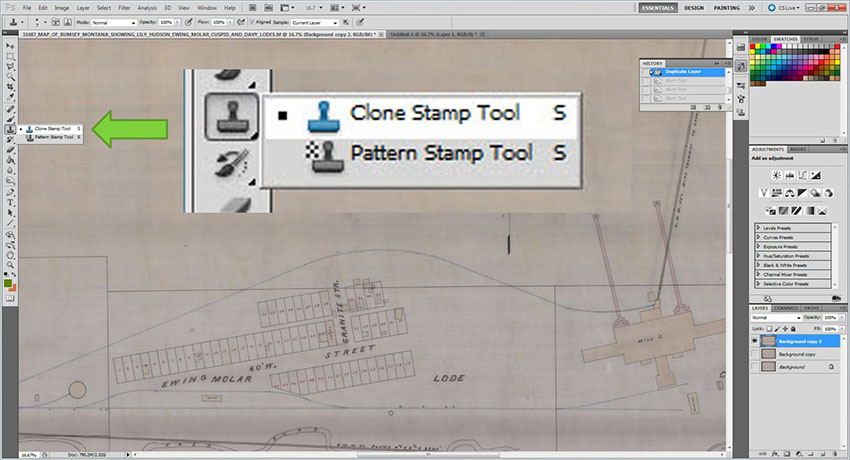 Ps File Edit Image Layer Select Filter Analysis 3D View Window Help
16.7
ESSENTIALS DESIGN PAINTING CS Live
Mode: Normal Opacity: 100% Flow: 100% Aligned Sample: Current Layer
31087_MAP_OF_RUMSEY_MONTANA_SHOWING_LILY_HUDSON_EWING_MOLAR_CUSPID_AND_DAVY_LODES.tif @ 16.7% (Background copy 2, RGB/8#) * Untitled-1 @ 66.7% (Layer 1, RGB/8) *
COLOR SWATCHES STYLES
HISTORY
Duplicate Layer
Burn Tool
Burn Tool
Burn Tool
Clone Stamp Tool S
Pattern Stamp Tool S
Clone Stamp Tool S
Pattern Stamp Tool S
ADJUSTMENTS MASKS
Add an adjustment
Levels Presets
Curves Presets
Exposure Presets
Hue/Saturation Presets
Black & White Presets
Channel Mixer Presets
Selective Color Presets
LAYERS CHANNELS PATHS
Normal Opacity: 100%
Lock: Fill: 100%
Background copy 2
Background copy
Background
GRANITE STR.
MILL C
60'W. STREET
EWING MOLAR LODE
16.67% Doc: 790.2M/2.32G